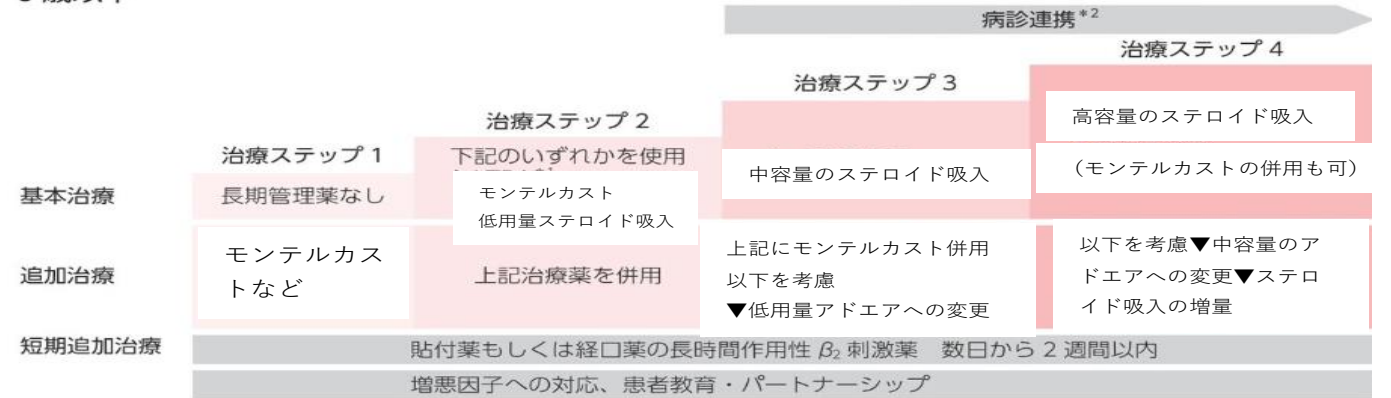 病診連携*2
治療ステップ4
治療ステップ3
高容量のステロイド吸入
治療ステップ2
治療ステップ1
下記のいずれかを使用
中容量のステロイド吸入
(モンテルカストの併用も可)
基本治療
長期管理薬なし
モンテルカスト
低用量ステロイド吸入
追加治療
モンテルカス
トなど
上記治療薬を併用
上記にモンテルカスト併用
以下を考慮
▼低用量アドエアへの変更
以下を考慮▼中容量のア
ドエアへの変更▼ステロ
イド吸入の増量
短期追加治療
貼付薬もしくは経口薬の長時間作用性 β2 刺激薬 数日から 2 週間以内
増悪因子への対応、患者教育・パートナーシップ